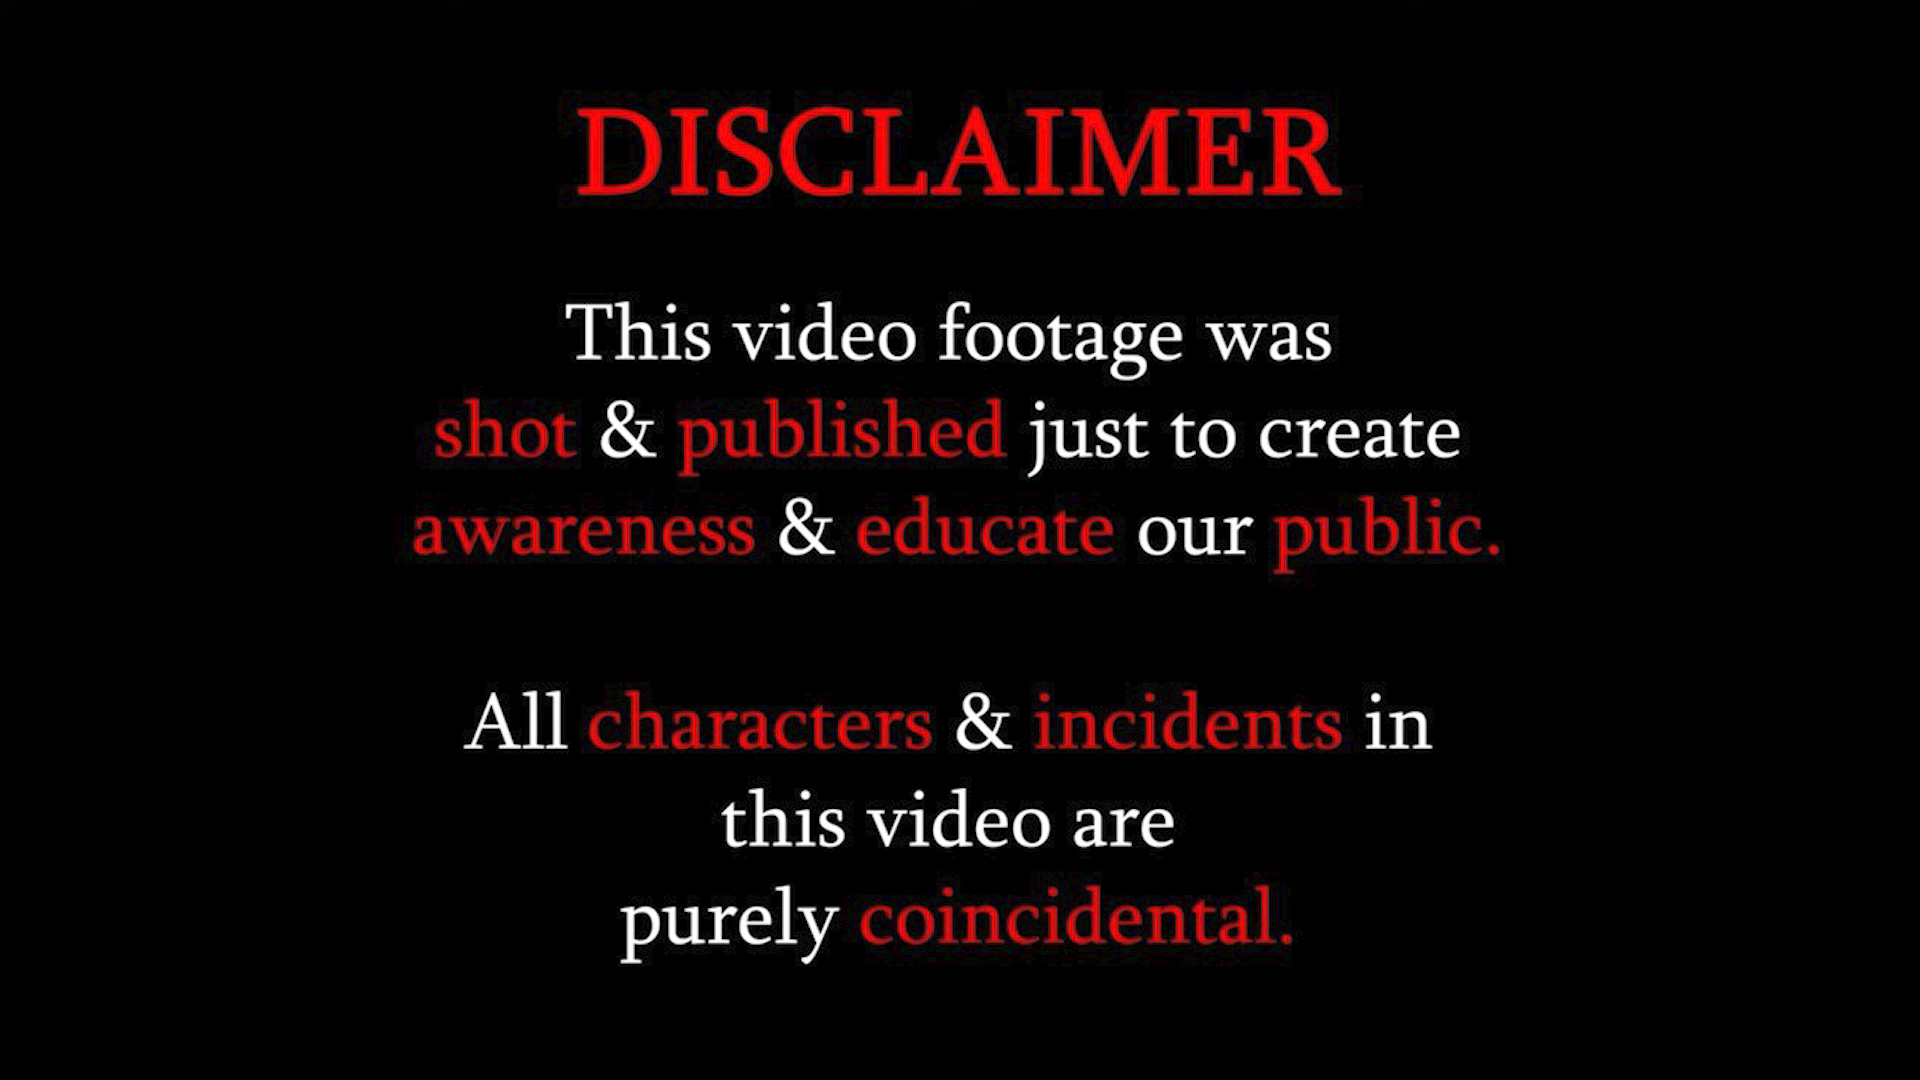 DISCLAIMER
This video footage was
shot & published just to create
awareness & educate our public.
All characters & incidents in
this video are
purely coincidental.